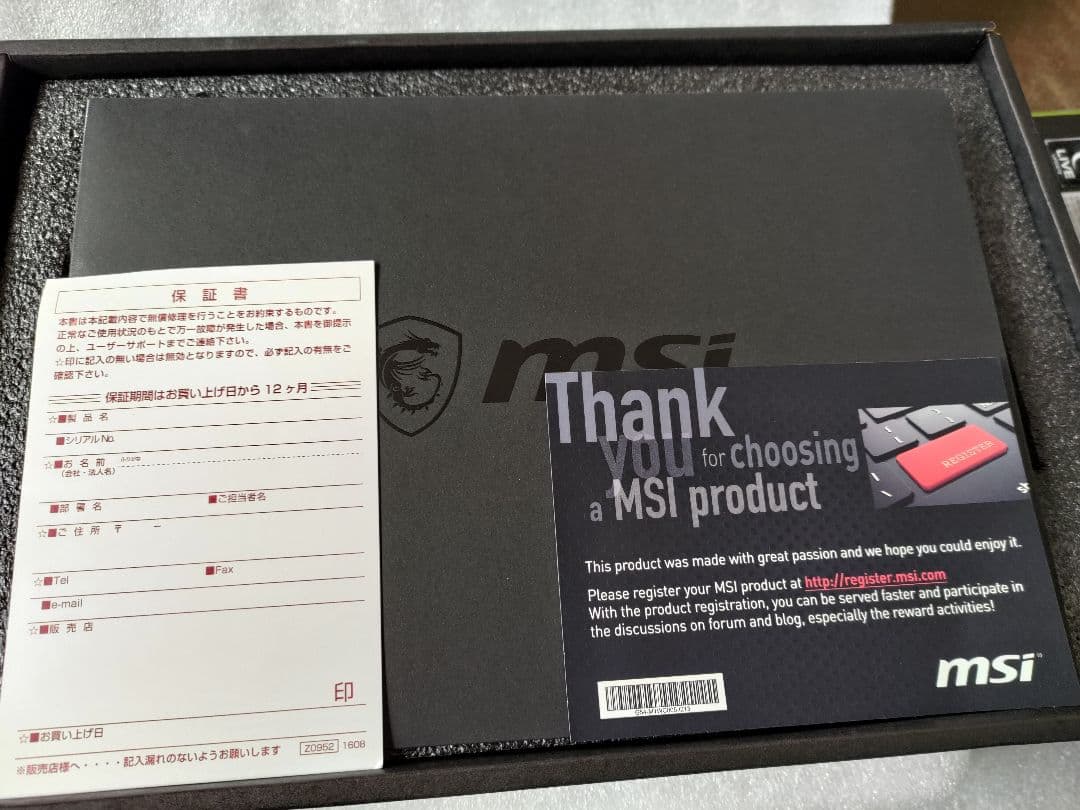 保証書
本書は本記載内容で無償修理を行うことをお約束するものです。
正常なご使用状況のもとで万一故障が発生した場合、本書を御提示
の上、ユーザーサポートまでご連絡下さい。
☆印に記入の無い場合は無効となりますので、必ず記入の有無をご
確認下さい。
保証期間はお買い上げ日から 12 ヶ月
☆■製品名
■シリアルNo.
☆■お名前
(会社・法人名)
■部署名 ■ご担当者名
☆■ご住所 〒 −
☆■Tel ■Fax
■e-mail
☆■販売店
印
☆■お買い上げ日
※販売店様へ・・・・記入漏れのないようお願いします Z0952 1608
msi
Thank
you for choosing
a MSI product
REGISTER
This product was made with great passion and we hope you could enjoy it.
Please register your MSI product at http://register.msi.com
With the product registration, you can be served faster and participate in
the discussions on forum and blog, especially the reward activities!
msi
LIVE